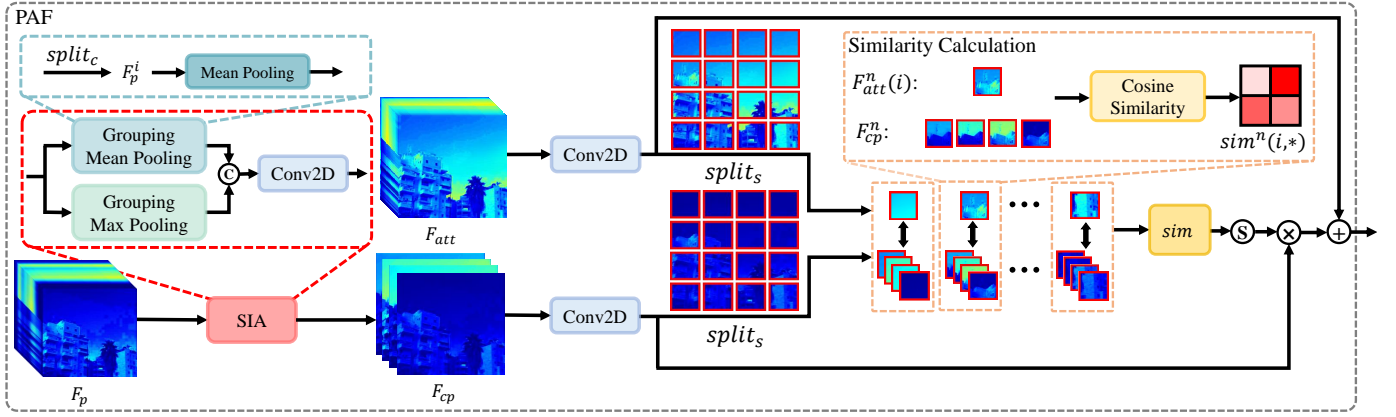 PAF
split_c
F_p^i
Mean Pooling
Grouping
Mean Pooling
Grouping
Max Pooling
C
Conv2D
F_p
SIA
F_att
F_cp
Conv2D
Conv2D
split_s
split_s
Similarity Calculation
F_att^n(i):
F_cp^n:
Cosine
Similarity
sim^n(i,*)
sim
S
×
+